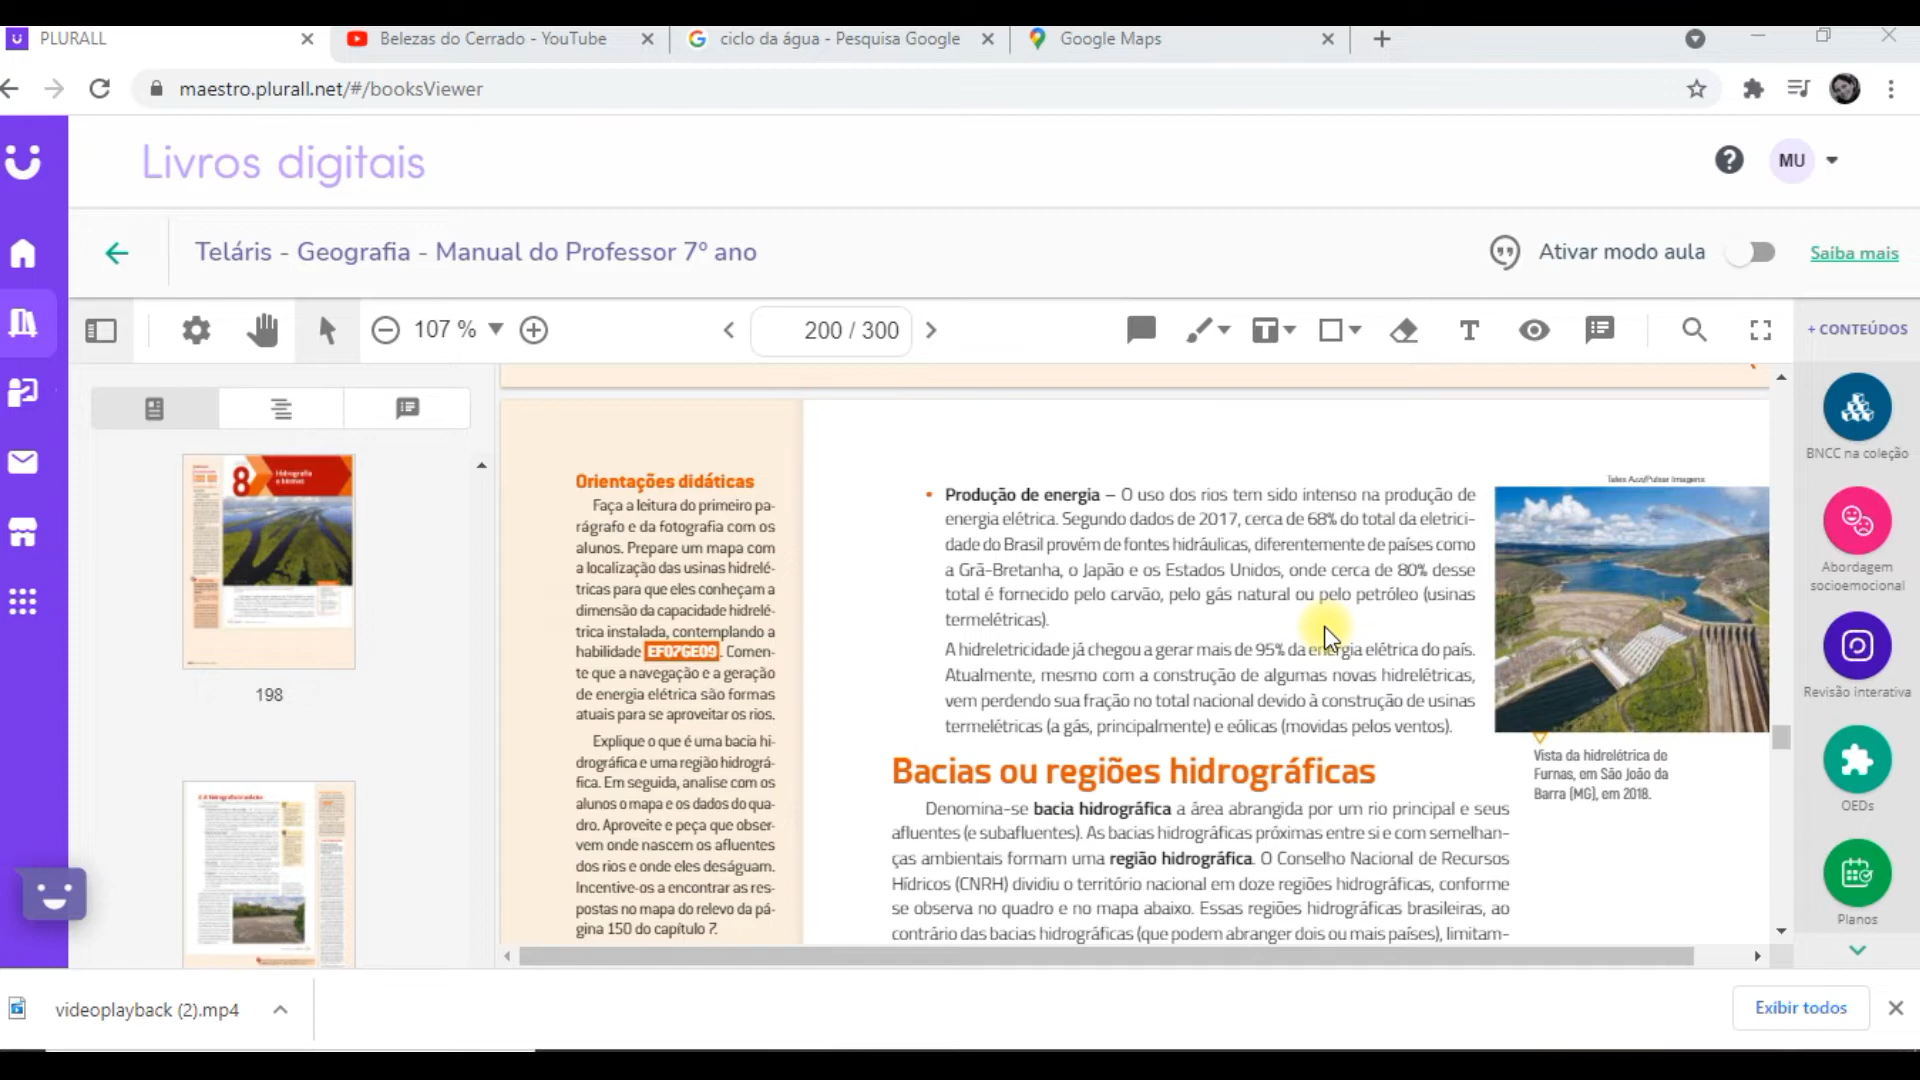 PLURALL
Belezas do Cerrado - YouTube
ciclo da água - Pesquisa Google
Google Maps
maestro.plurall.net/#/booksViewer
Livros digitais
MU
Teláris - Geografia - Manual do Professor 7º ano
Ativar modo aula
Saiba mais
107 %
200 / 300
+ CONTEÚDOS
8
Hidrografia
e biomas
198
Orientações didáticas
Faça a leitura do primeiro pa-
rágrafo e da fotografia com os
alunos. Prepare um mapa com
a localização das usinas hidrelé-
tricas para que eles conheçam a
dimensão da capacidade hidrelé-
trica instalada, contemplando a
habilidade EF07GE09. Comen-
te que a navegação e a geração
de energia elétrica são formas
atuais para se aproveitar os rios.
Explique o que é uma bacia hi-
drográfica e uma região hidrográ-
fica. Em seguida, analise com os
alunos o mapa e os dados do qua-
dro. Aproveite e peça que obser-
vem onde nascem os afluentes
dos rios e onde eles deságuam.
Incentive-os a encontrar as res-
postas no mapa do relevo da pá-
gina 150 do capítulo 7.
• Produção de energia – O uso dos rios tem sido intenso na produção de
energia elétrica. Segundo dados de 2017, cerca de 68% do total da eletrici-
dade do Brasil provém de fontes hidráulicas, diferentemente de países como
a Grã-Bretanha, o Japão e os Estados Unidos, onde cerca de 80% desse
total é fornecido pelo carvão, pelo gás natural ou pelo petróleo (usinas
termelétricas).
A hidreletricidade já chegou a gerar mais de 95% da energia elétrica do país.
Atualmente, mesmo com a construção de algumas novas hidrelétricas,
vem perdendo sua fração no total nacional devido à construção de usinas
termelétricas (a gás, principalmente) e eólicas (movidas pelos ventos).
Bacias ou regiões hidrográficas
Denomina-se bacia hidrográfica a área abrangida por um rio principal e seus
afluentes (e subafluentes). As bacias hidrográficas próximas entre si e com semelhan-
ças ambientais formam uma região hidrográfica. O Conselho Nacional de Recursos
Hídricos (CNRH) dividiu o território nacional em doze regiões hidrográficas, conforme
se observa no quadro e no mapa abaixo. Essas regiões hidrográficas brasileiras, ao
contrário das bacias hidrográficas (que podem abranger dois ou mais países), limitam-
Tales Azzi/Pulsar Imagens
Vista da hidrelétrica de
Furnas, em São João da
Barra (MG), em 2018.
BNCC na coleção
Abordagem
socioemocional
Revisão interativa
OEDs
Planos
videoplayback (2).mp4
Exibir todos